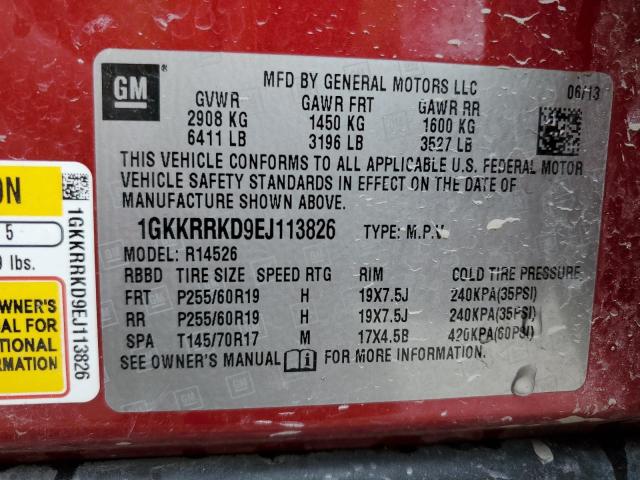 GM
MFD BY GENERAL MOTORS LLC 06/13
GVWR GAWR FRT GAWR RR
2908 KG 1450 KG 1600 KG
6411 LB 3196 LB 3527 LB
THIS VEHICLE CONFORMS TO ALL APPLICABLE U.S. FEDERAL MOTOR
VEHICLE SAFETY STANDARDS IN EFFECT ON THE DATE OF
MANUFACTURE SHOWN ABOVE.
1GKKRRKD9EJ113826 TYPE: M.P.V
MODEL: R14526
RBBD TIRE SIZE SPEED RTG RIM COLD TIRE PRESSURE
FRT P255/60R19 H 19X7.5J 240KPA(35PSI)
RR P255/60R19 H 19X7.5J 240KPA(35PSI)
SPA T145/70R17 M 17X4.5B 420KPA(60PSI)
SEE OWNER'S MANUAL i FOR MORE INFORMATION.
ON
5
lbs.
WNER'S
AL FOR
TIONAL
RMATION
1GKKRRKD9EJ113826